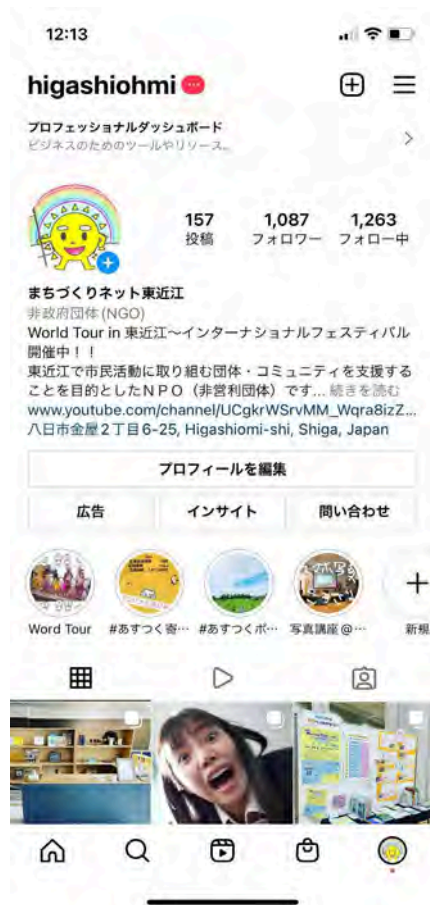 12:13
higashiohmi
プロフェッショナルダッシュボード
ビジネスのためのツールやリソース。
157 1,087 1,263
投稿 フォロワー フォロー中
まちづくりネット東近江
非政府団体(NGO)
World Tour in 東近江〜インターナショナルフェスティバル
開催中！！
東近江で市民活動に取り組む団体・コミュニティを支援する
ことを目的としたＮＰＯ（非営利団体）です... 続きを読む
www.youtube.com/channel/UCgkrWSrvMM_Wqra8izZ...
八日市金屋2丁目6-25, Higashiomi-shi, Shiga, Japan
プロフィールを編集
広告 インサイト 問い合わせ
Word Tour #あすつく寄… #あすつくポ… 写真講座@… 新規